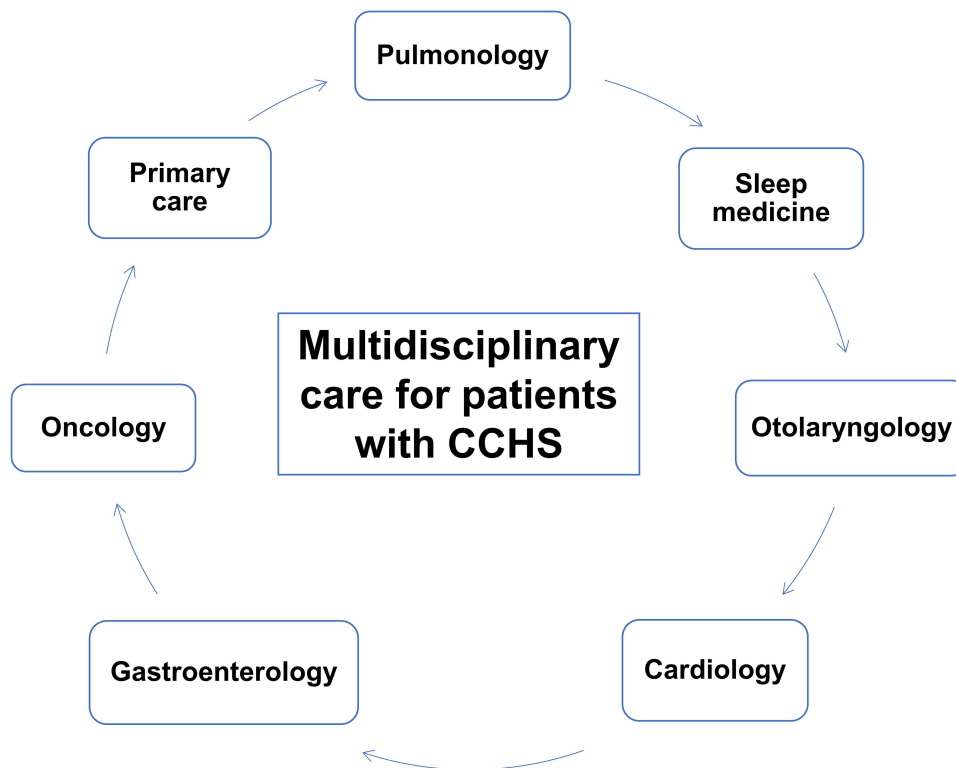 Pulmonology
Primary
care
Sleep
medicine
Multidisciplinary
care for patients
with CCHS
Oncology
Otolaryngology
Gastroenterology
Cardiology